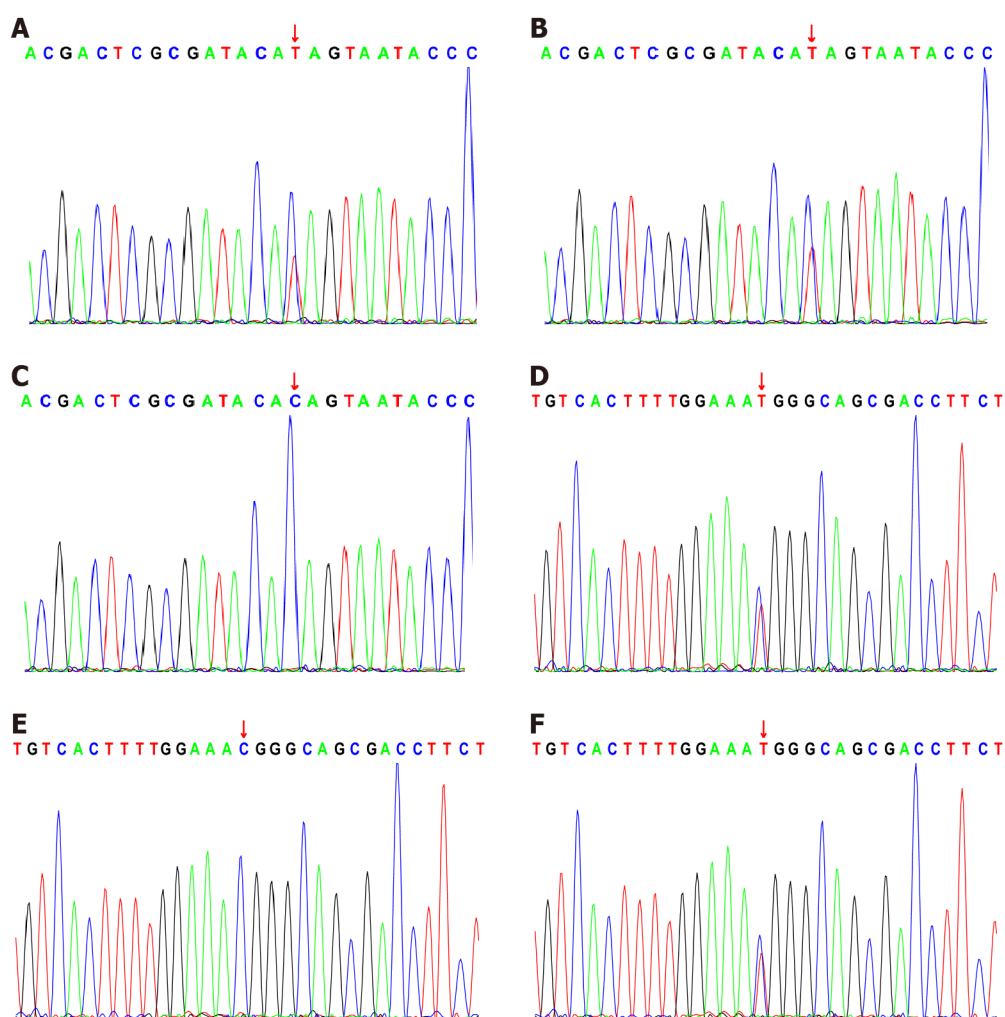 A
ACGACTCGCGATACATAGTAATACCC
B
ACGACTCGCGATACATAGTAATACCC
C
ACGACTCGCGATACACAGTAATACCC
D
TGTCACTTTTGGAAATGGGCAGCGACCTTCT
E
TGTCACTTTTGGAAACGGGCAGCGACCTTCT
F
TGTCACTTTTGGAAATGGGCAGCGACCTTCT